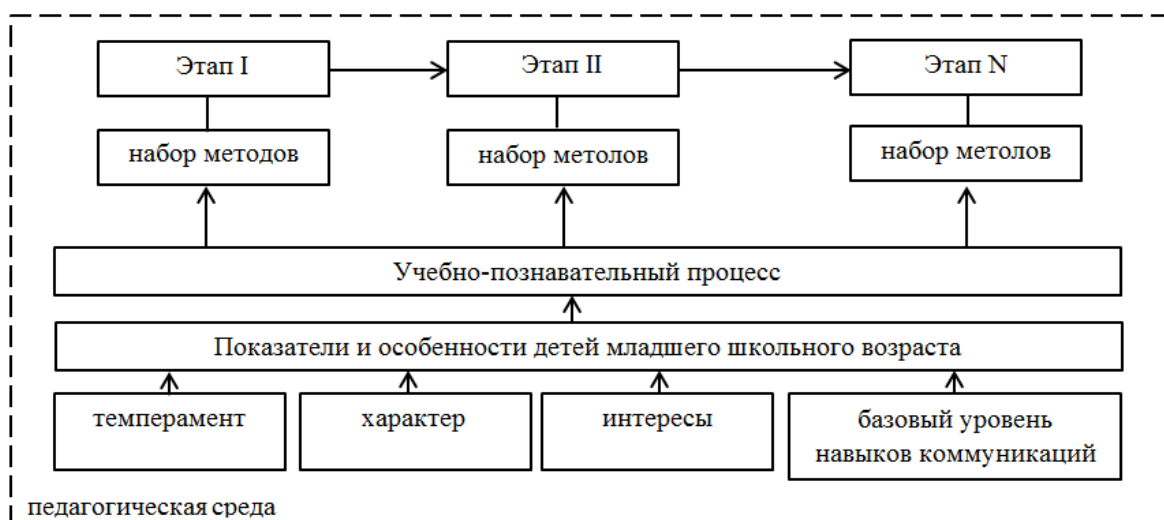 Этап I
Этап II
Этап N
набор методов
набор метолов
набор метолов
Учебно-познавательный процесс
Показатели и особенности детей младшего школьного возраста
темперамент
характер
интересы
базовый уровень
навыков коммуникаций
педагогическая среда